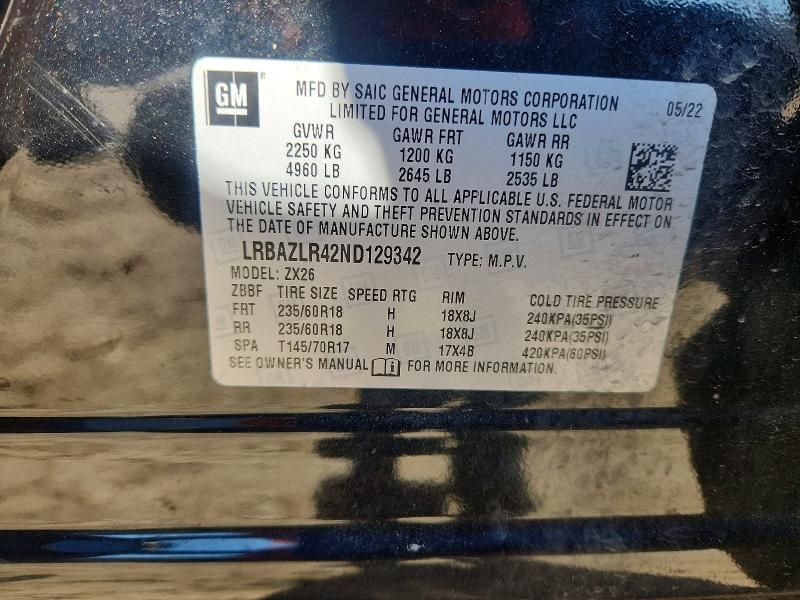 GM ® MFD BY SAIC GENERAL MOTORS CORPORATION 05/22
LIMITED FOR GENERAL MOTORS LLC
GVWR GAWR FRT GAWR RR
2250 KG 1200 KG 1150 KG
4960 LB 2645 LB 2535 LB
THIS VEHICLE CONFORMS TO ALL APPLICABLE U.S. FEDERAL MOTOR
VEHICLE SAFETY AND THEFT PREVENTION STANDARDS IN EFFECT ON
THE DATE OF MANUFACTURE SHOWN ABOVE.
LRBAZLR42ND129342 TYPE: M.P.V.
MODEL: ZX26
ZBBF TIRE SIZE SPEED RTG RIM COLD TIRE PRESSURE
FRT 235/60R18 H 18X8J 240KPA(35PSI)
RR 235/60R18 H 18X8J 240KPA(35PSI)
SPA T145/70R17 M 17X4B 420KPA(60PSI)
SEE OWNER'S MANUAL FOR MORE INFORMATION.